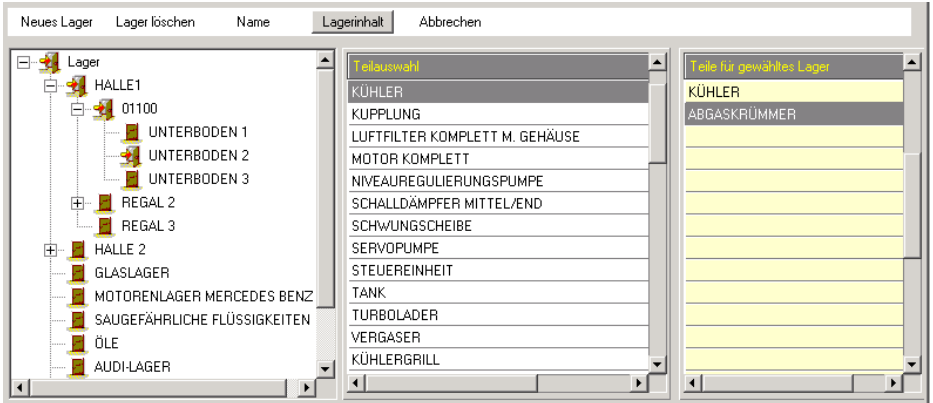 Neues Lager Lager löschen Name Lagerinhalt Abbrechen
Lager
HALLE1
01100
UNTERBODEN 1
UNTERBODEN 2
UNTERBODEN 3
REGAL 2
REGAL 3
HALLE 2
GLASLAGER
MOTORENLAGER MERCEDES BENZ
SAUGEFÄHRLICHE FLÜSSIGKEITEN
ÖLE
AUDI-LAGER
Teilauswahl
KÜHLER
KUPPLUNG
LUFTFILTER KOMPLETT M. GEHÄUSE
MOTOR KOMPLETT
NIVEAUREGULIERUNGSPUMPE
SCHALLDÄMPFER MITTEL/END
SCHWUNGSCHEIBE
SERVOPUMPE
STEUEREINHEIT
TANK
TURBOLADER
VERGASER
KÜHLERGRILL
Teile für gewähltes Lager
KÜHLER
ABGASKRÜMMER